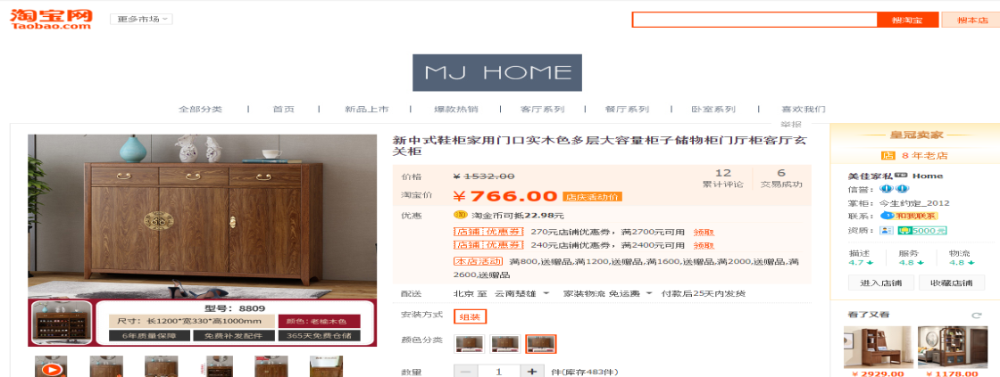 淘宝网
Taobao.com
更多市场
搜淘宝
搜本店
MJ HOME
全部分类 | 首页 | 新品上市 | 爆款热销 | 客厅系列 | 餐厅系列 | 卧室系列 | 喜欢我们
举报
新中式鞋柜家用门口实木色多层大容量柜子储物柜门厅柜客厅玄
关柜
价格 ¥1532.00
淘宝价 ¥766.00 店庆活动价
12
累计评论
6
交易成功
优惠 淘金币可抵22.98元
店铺优惠券 270元店铺优惠券，满2700元可用 领取
店铺优惠券 240元店铺优惠券，满2400元可用 领取
本店活动 满800,送赠品,满1200,送赠品,满1600,送赠品,满2000,送赠品,满
2600,送赠品
配送 北京 至 云南楚雄 家装物流 免运费 付款后25天内发货
安装方式 组装
颜色分类
数量 1 件(库存483件)
型号：8809
尺寸：长1200*宽330*高1000mm
颜色：老榆木色
6年质量保障
免费补发配件
365天免费仓储
皇冠卖家
店 8年老店
美佳家私TM Home
信誉：
掌柜：今生约定_2012
联系：和我联系
资质：5000元
描述 服务 物流
4.7 4.8 4.8
进入店铺 收藏店铺
看了又看
¥2929.00
¥1178.00